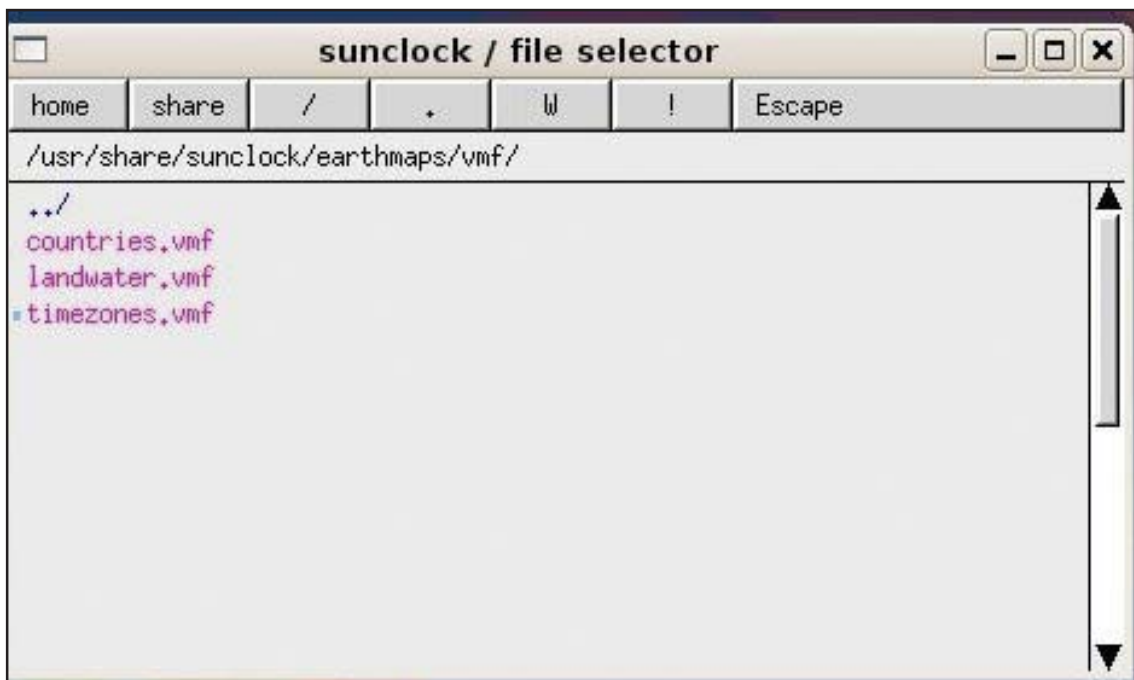 sunclock / file selector
home share / . W ! Escape
/usr/share/sunclock/earthmaps/vmf/
../
countries.vmf
landwater.vmf
timezones.vmf